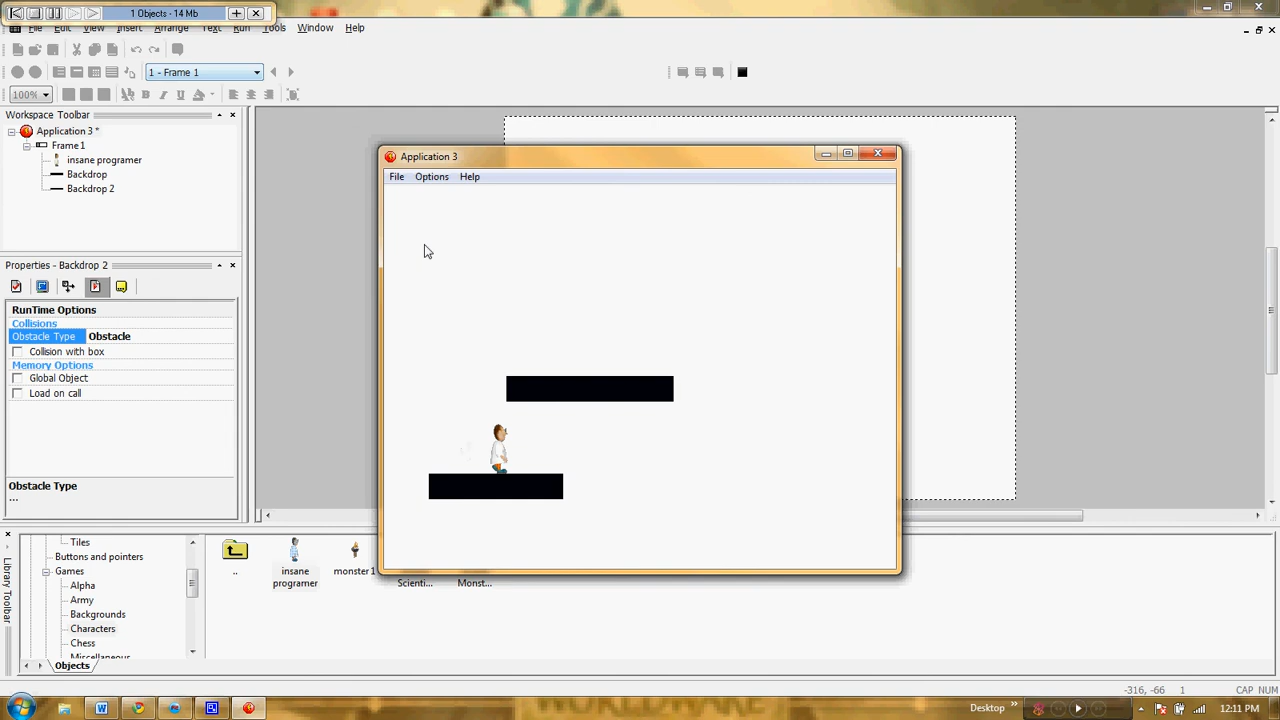 1 Objects - 14 Mb
File Edit View Insert Arrange Text Run Tools Window Help
1 - Frame 1
100%
Workspace Toolbar
Application 3 *
Frame 1
insane programer
Backdrop
Backdrop 2
Properties - Backdrop 2
RunTime Options
Collisions
Obstacle Type Obstacle
Collision with box
Memory Options
Global Object
Load on call
Obstacle Type
...
Application 3
File Options Help
Library Toolbar
Tiles
Buttons and pointers
Games
Alpha
Army
Backgrounds
Characters
Chess
Miscellaneous
Objects
..
insane programer
monster 1
Scienti...
Monst...
-316, -66 1 CAP NUM
Desktop
12:11 PM